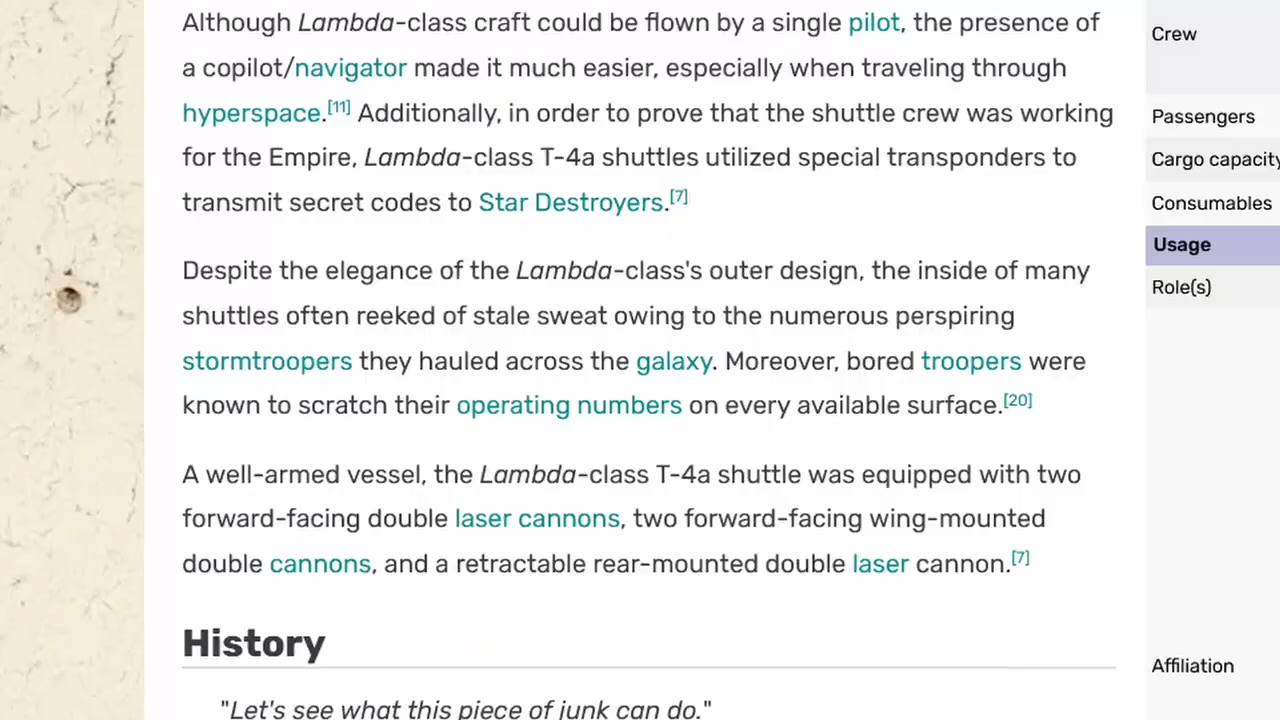 Although Lambda-class craft could be flown by a single pilot, the presence of
a copilot/navigator made it much easier, especially when traveling through
hyperspace.[11] Additionally, in order to prove that the shuttle crew was working
for the Empire, Lambda-class T-4a shuttles utilized special transponders to
transmit secret codes to Star Destroyers.[7]
Despite the elegance of the Lambda-class's outer design, the inside of many
shuttles often reeked of stale sweat owing to the numerous perspiring
stormtroopers they hauled across the galaxy. Moreover, bored troopers were
known to scratch their operating numbers on every available surface.[20]
A well-armed vessel, the Lambda-class T-4a shuttle was equipped with two
forward-facing double laser cannons, two forward-facing wing-mounted
double cannons, and a retractable rear-mounted double laser cannon.[7]
History
"Let's see what this piece of junk can do."
Crew
Passengers
Cargo capacity
Consumables
Usage
Role(s)
Affiliation